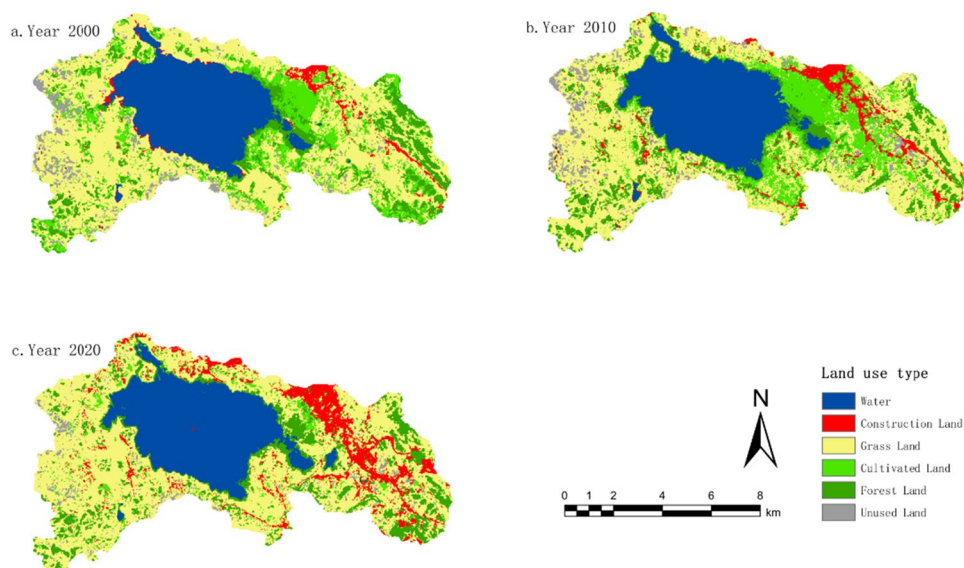 a. Year 2000
b. Year 2010
c. Year 2020
Land use type
Water
Construction Land
Grass Land
Cultivated Land
Forest Land
Unused Land
N
0 1 2 4 6 8
km